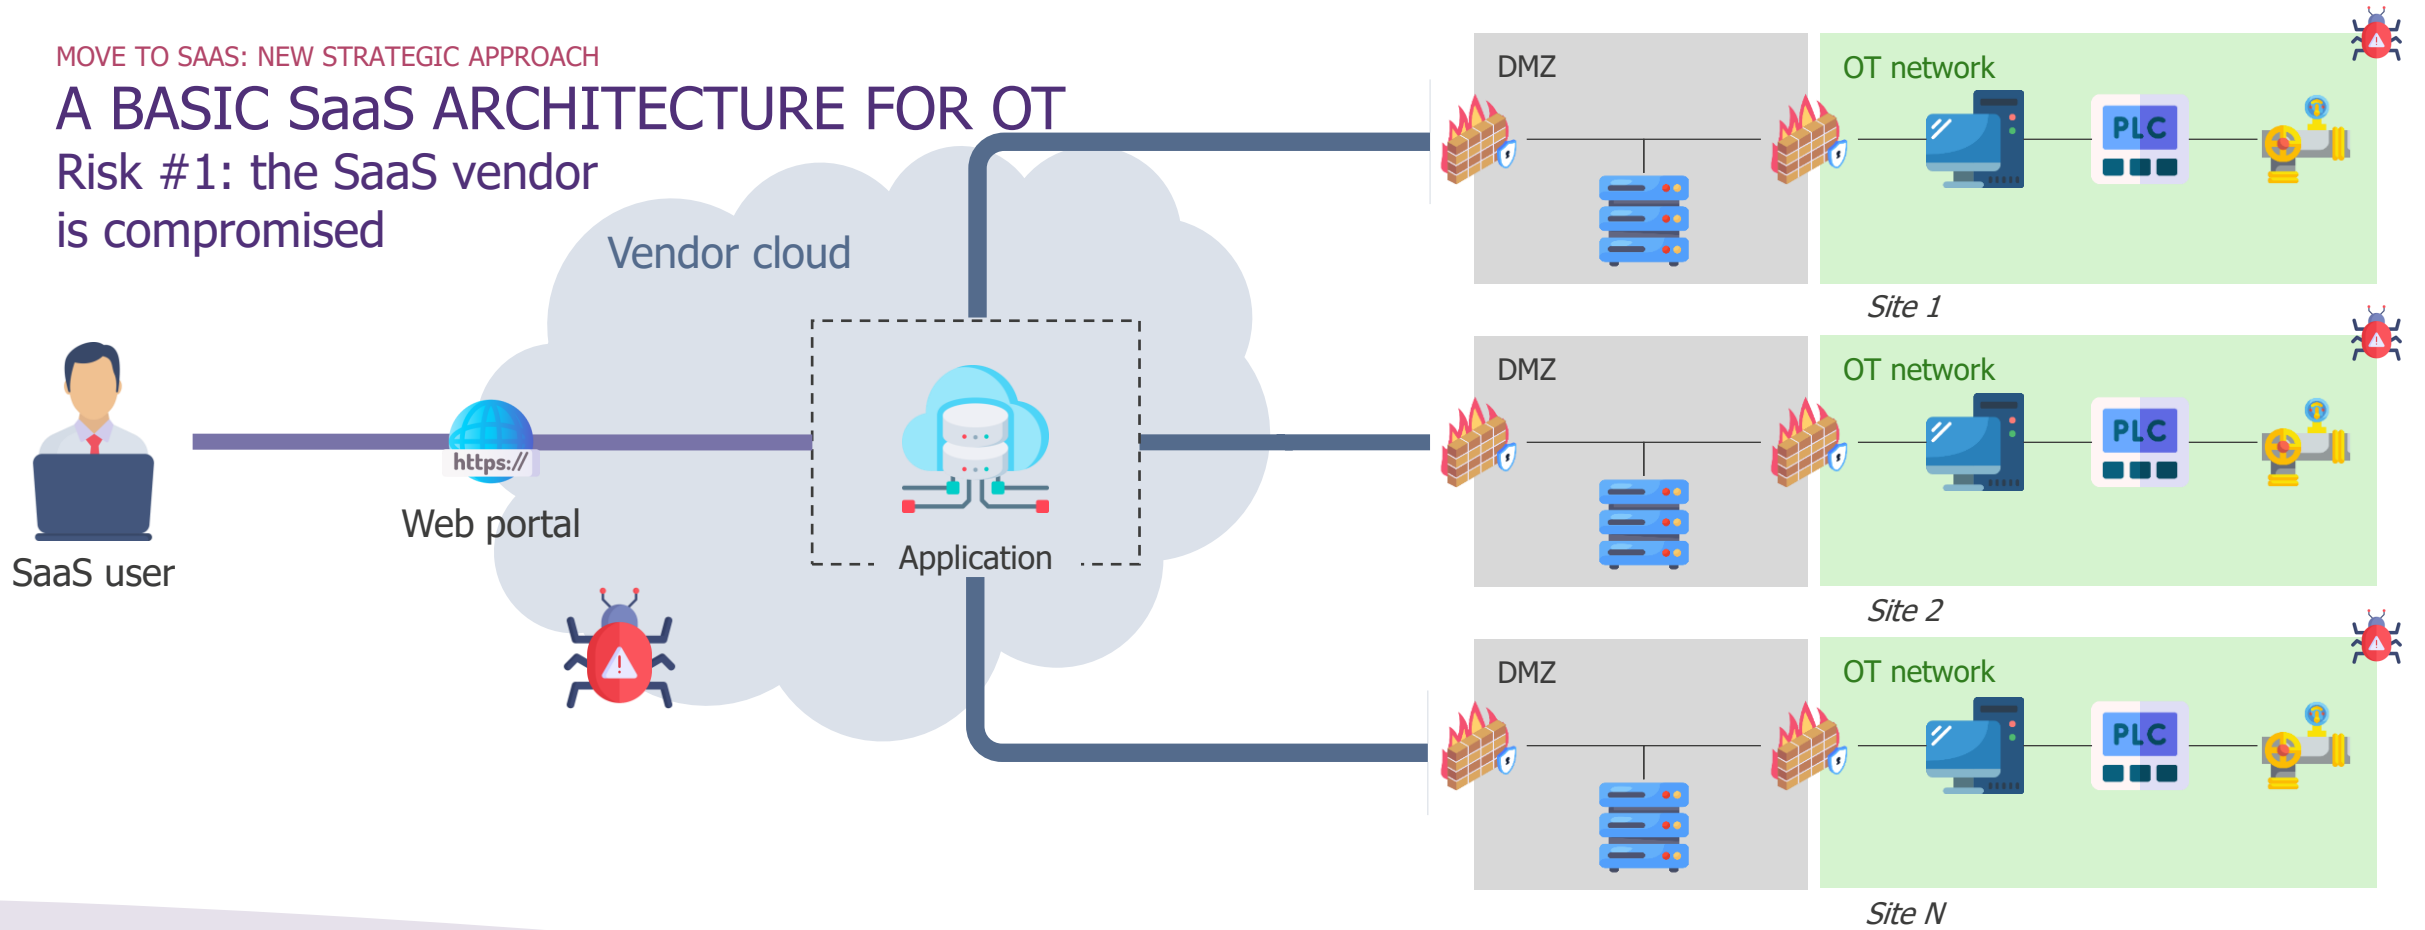 MOVE TO SAAS: NEW STRATEGIC APPROACH
A BASIC SaaS ARCHITECTURE FOR OT
Risk #1: the SaaS vendor
is compromised
Vendor cloud
SaaS user
https://
Web portal
Application
DMZ
OT network
PLC
Site 1
DMZ
OT network
PLC
Site 2
DMZ
OT network
PLC
Site N